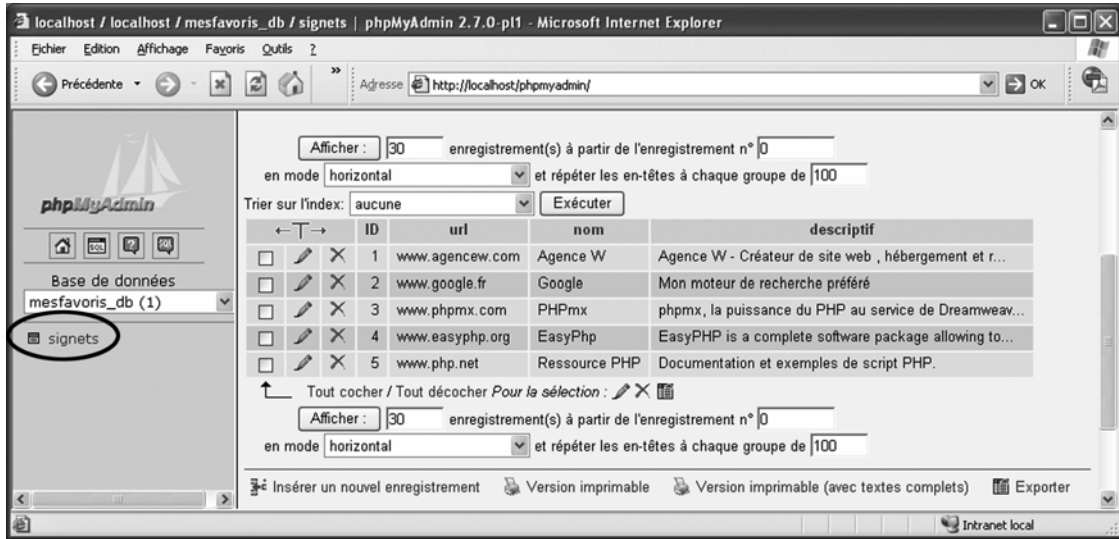 localhost / localhost / mesfavoris_db / signets | phpMyAdmin 2.7.0-pl1 - Microsoft Internet Explorer
Fichier Edition Affichage Favoris Outils ?
Précédente » Adresse http://localhost/phpmyadmin/ OK
phpMyAdmin
SQL
Base de données
mesfavoris_db (1)
signets
Afficher : 30 enregistrement(s) à partir de l'enregistrement n° 0
en mode horizontal et répéter les en-têtes à chaque groupe de 100
Trier sur l'index: aucune Exécuter
←T→ ID url nom descriptif
1 www.agencew.com Agence W Agence W - Créateur de site web , hébergement et r...
2 www.google.fr Google Mon moteur de recherche préféré
3 www.phpmx.com PHPmx phpmx, la puissance du PHP au service de Dreamweav...
4 www.easyphp.org EasyPhp EasyPHP is a complete software package allowing to...
5 www.php.net Ressource PHP Documentation et exemples de script PHP.
Tout cocher / Tout décocher Pour la sélection :
Afficher : 30 enregistrement(s) à partir de l'enregistrement n° 0
en mode horizontal et répéter les en-têtes à chaque groupe de 100
Insérer un nouvel enregistrement Version imprimable Version imprimable (avec textes complets) Exporter
Intranet local